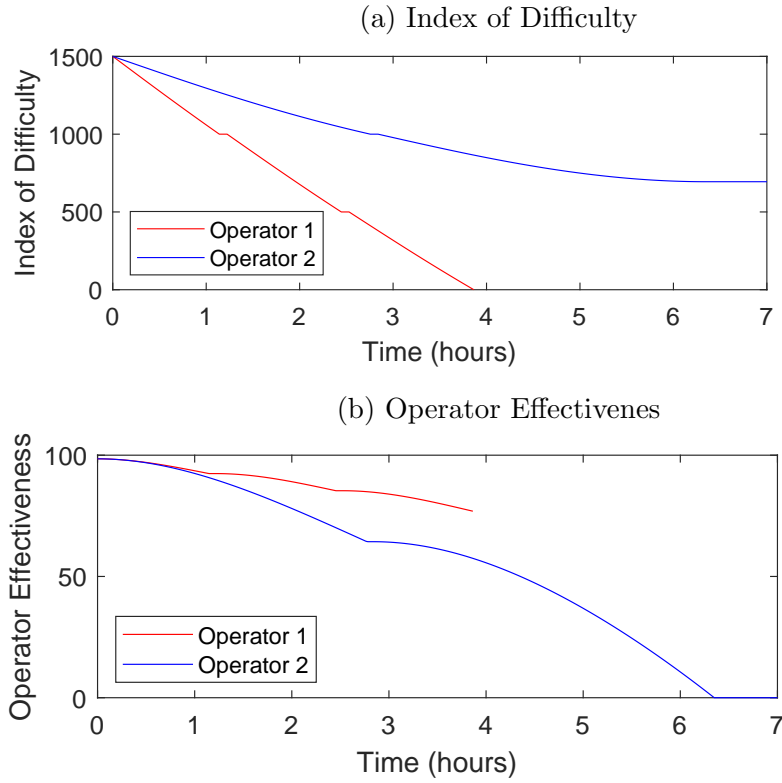 (a) Index of Difficulty
1500
1000
500
0
Index of Difficulty
Operator 1
Operator 2
0 1 2 3 4 5 6 7
Time (hours)
(b) Operator Effectivenes
100
50
0
Operator Effectiveness
Operator 1
Operator 2
0 1 2 3 4 5 6 7
Time (hours)